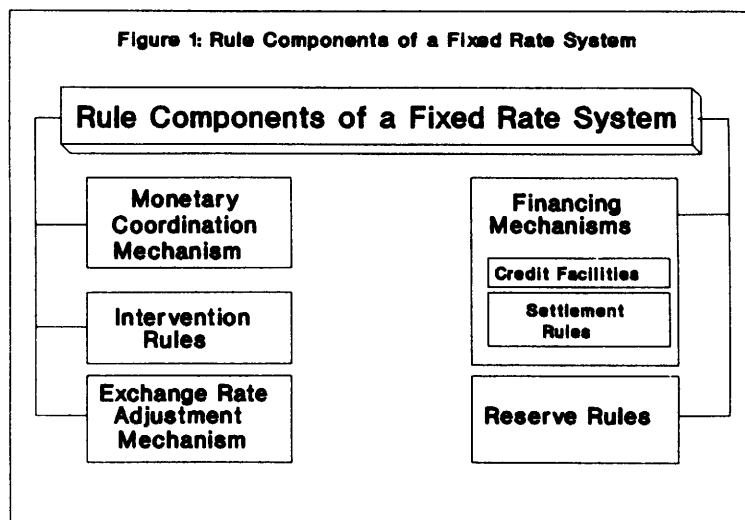 Figure 1: Rule Components of a Fixed Rate System
Rule Components of a Fixed Rate System
Monetary
Coordination
Mechanism
Intervention
Rules
Exchange Rate
Adjustment
Mechanism
Financing
Mechanisms
Credit Facilities
Settlement
Rules
Reserve Rules